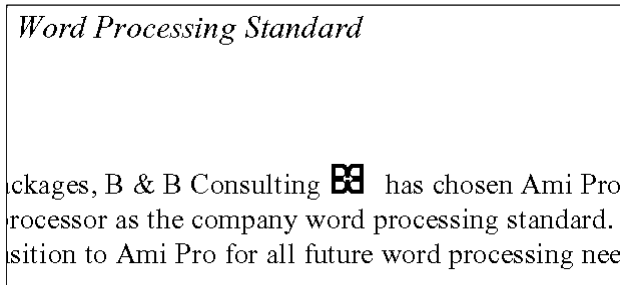 Word Processing Standard
ckages, B & B Consulting has chosen Ami Pro
rocessor as the company word processing standard.
sition to Ami Pro for all future word processing nee